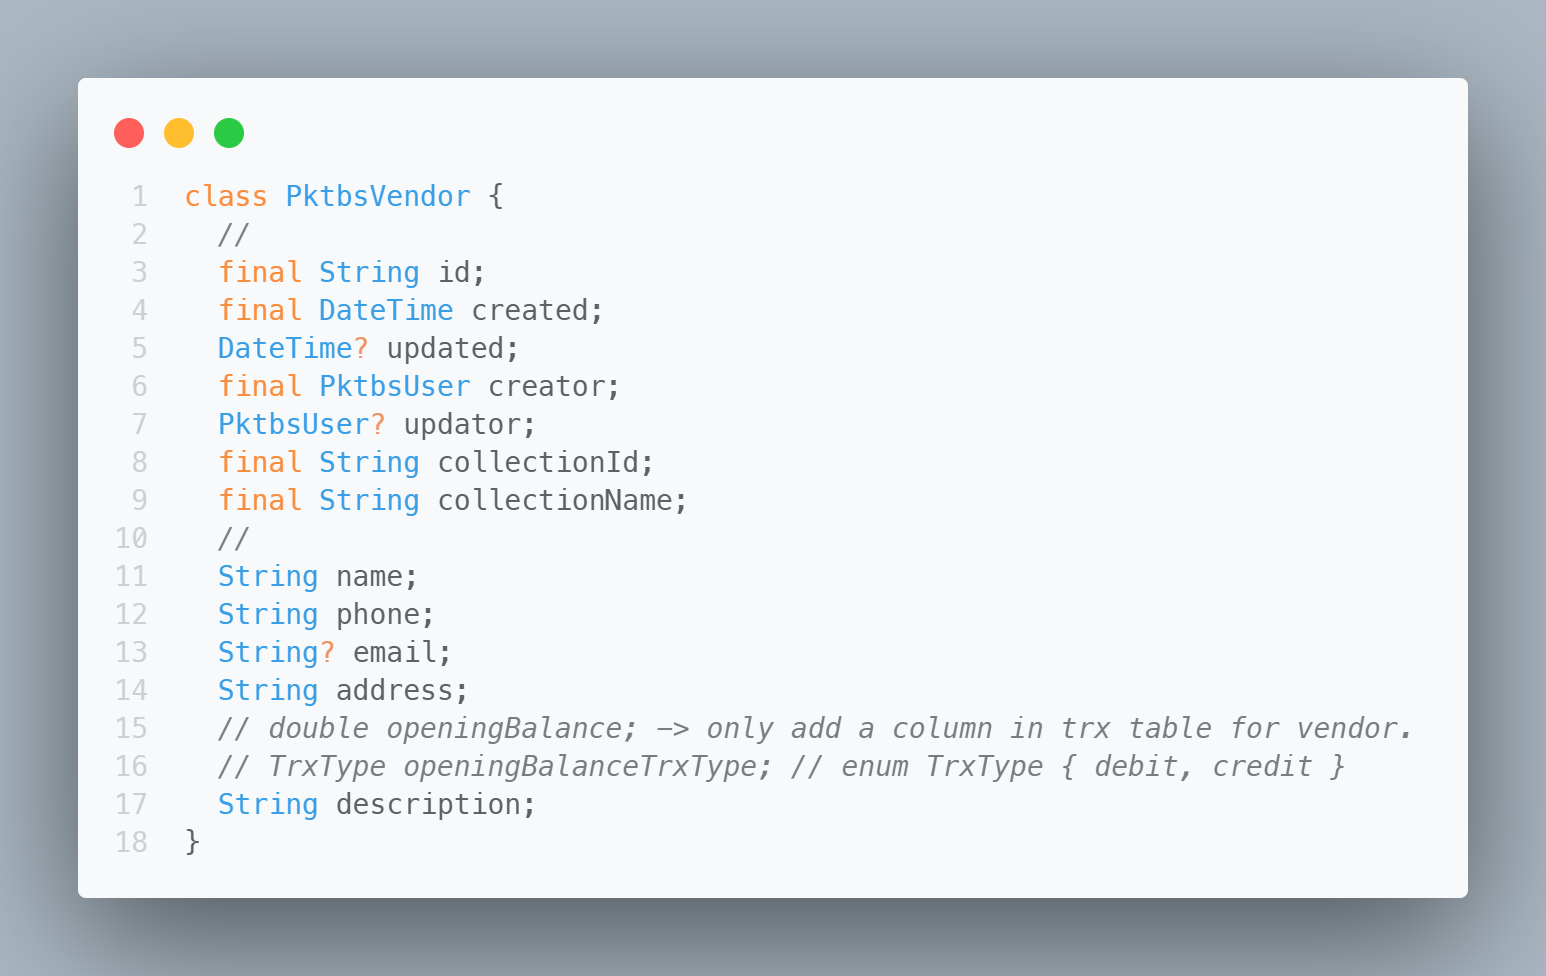 1 class PktbsVendor {
2   //
3   final String id;
4   final DateTime created;
5   DateTime? updated;
6   final PktbsUser creator;
7   PktbsUser? updator;
8   final String collectionId;
9   final String collectionName;
10   //
11   String name;
12   String phone;
13   String? email;
14   String address;
15   // double openingBalance; -> only add a column in trx table for vendor.
16   // TrxType openingBalanceTrxType; // enum TrxType { debit, credit }
17   String description;
18 }